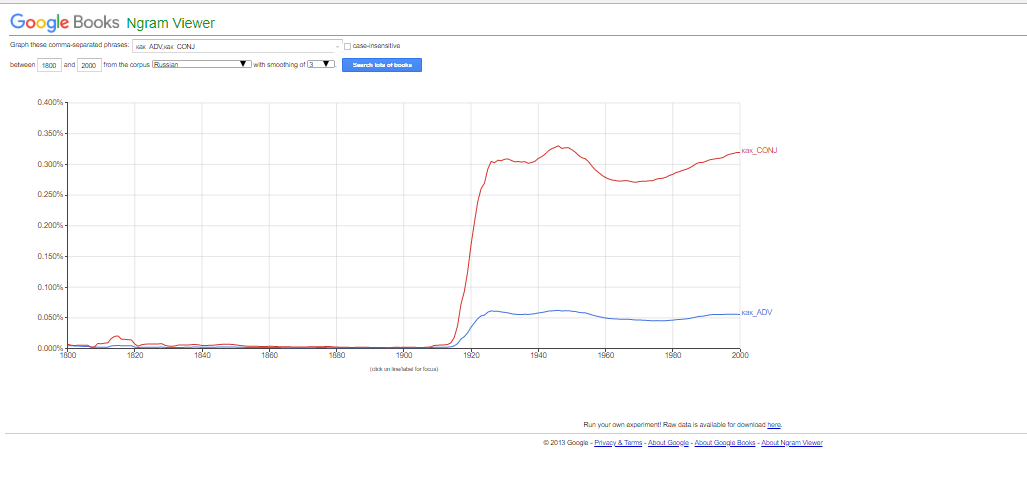 Google Books Ngram Viewer
Graph these comma-separated phrases: как_ADV,как_CONJ case-insensitive
between 1800 and 2000 from the corpus Russian with smoothing of 3 Search lots of books
0.400%
0.350%
0.300%
0.250%
0.200%
0.150%
0.100%
0.050%
0.000%
как_CONJ
как_ADV
1800 1820 1840 1860 1880 1900 1920 1940 1960 1980 2000
(click on line/label for focus)
Run your own experiment! Raw data is available for download here.
© 2013 Google - Privacy & Terms - About Google - About Google Books - About Ngram Viewer